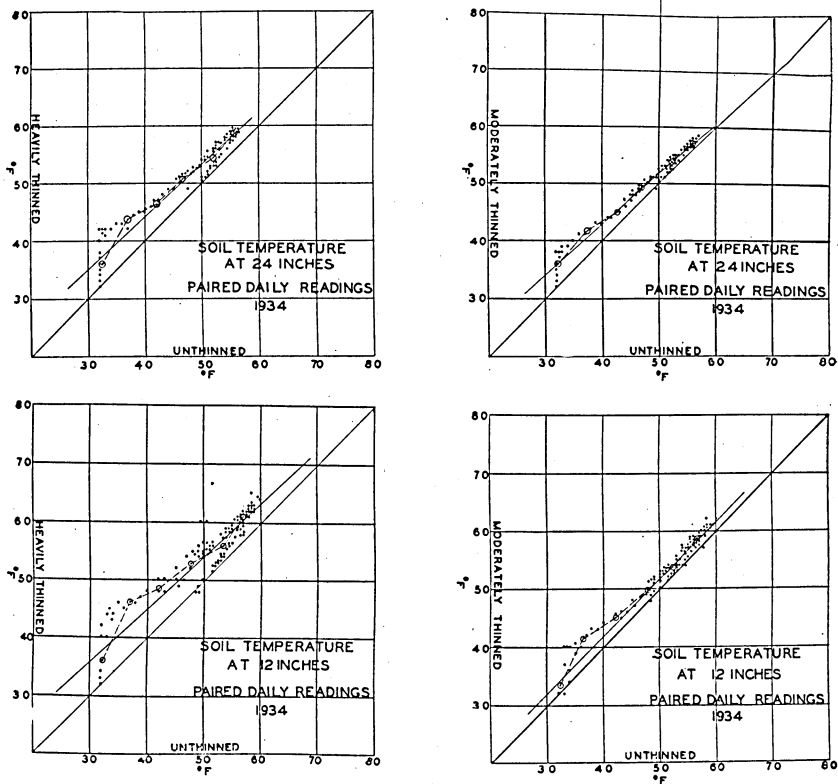 80
70
60
50
40
30
HEAVILY THINNED
°F
SOIL TEMPERATURE
AT 24 INCHES
PAIRED DAILY READINGS
1934
UNTHINNED
30 40 50 60 70 80
°F
80
70
60
50
40
30
MODERATELY THINNED
°F
SOIL TEMPERATURE
AT 24 INCHES
PAIRED DAILY READINGS
1934
UNTHINNED
30 40 50 60 70 80
°F
80
70
60
50
40
30
HEAVILY THINNED
°F
SOIL TEMPERATURE
AT 12 INCHES
PAIRED DAILY READINGS
1934
UNTHINNED
30 40 50 60 70 80
°F
80
70
60
50
40
30
MODERATELY THINNED
°F
SOIL TEMPERATURE
AT 12 INCHES
PAIRED DAILY READINGS
1934
UNTHINNED
30 40 50 60 70 80
°F